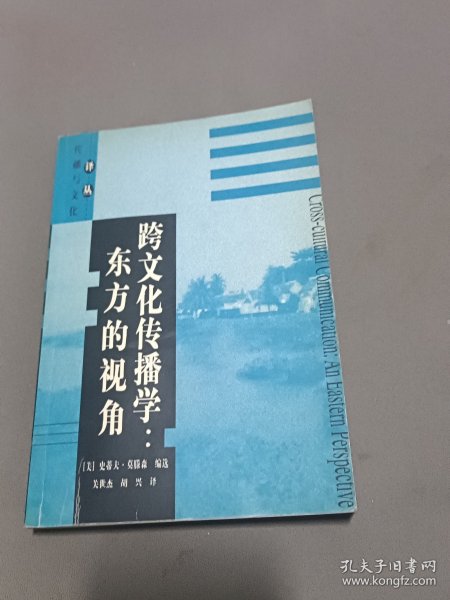 传播与文化
译丛
跨文化传播学：
东方的视角
[美] 史蒂夫·莫滕森 编选
关世杰 胡兴 译
Cross-cultural Communication: An Eastern Perspective
孔夫子旧书网
www.kongfz.com